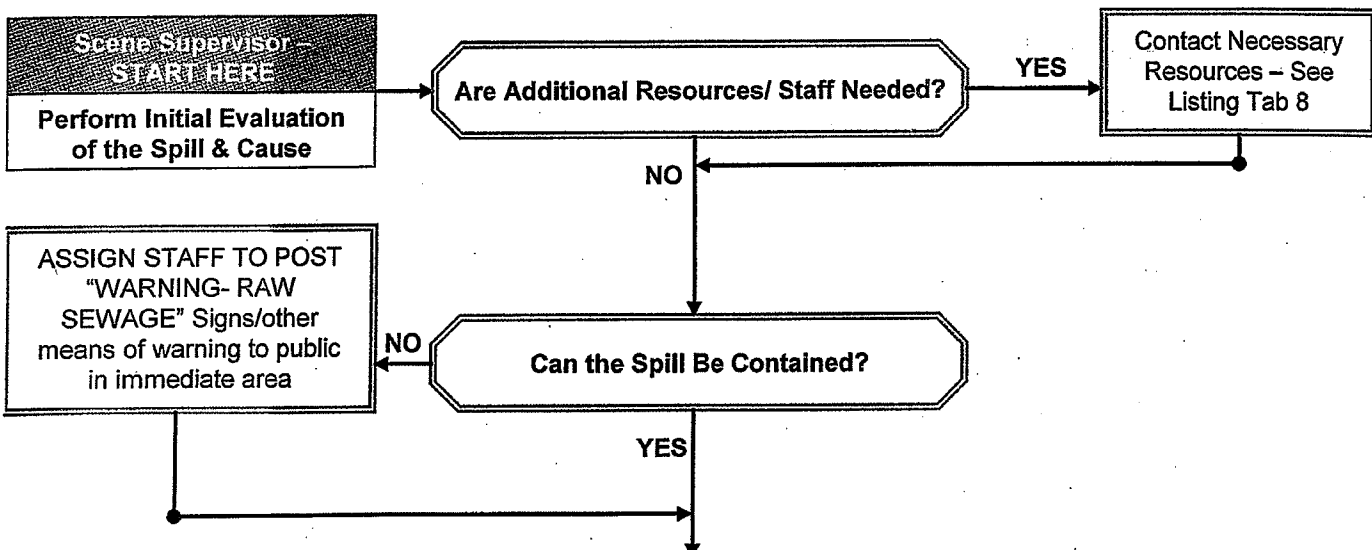 Scene Supervisor –
START HERE
Perform Initial Evaluation
of the Spill & Cause
Are Additional Resources/ Staff Needed?
YES
Contact Necessary
Resources – See
Listing Tab 8
NO
ASSIGN STAFF TO POST
“WARNING- RAW
SEWAGE” Signs/other
means of warning to public
in immediate area
NO
Can the Spill Be Contained?
YES